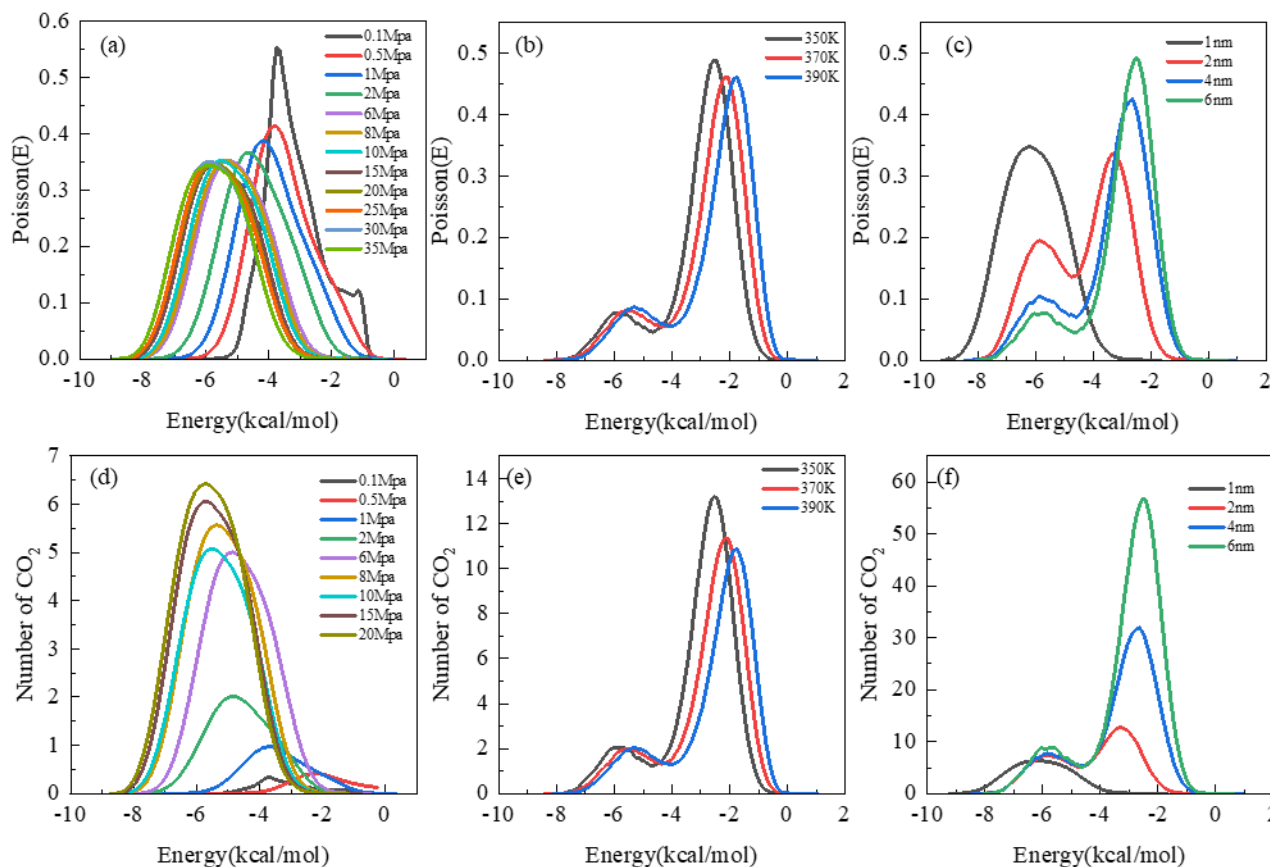 (a)
0.1Mpa
0.5Mpa
1Mpa
2Mpa
6Mpa
8Mpa
10Mpa
15Mpa
20Mpa
25Mpa
30Mpa
35Mpa
0.6
0.5
0.4
0.3
0.2
0.1
0.0
Poisson(E)
-10 -8 -6 -4 -2 0
Energy(kcal/mol)
(b)
350K
370K
390K
0.5
0.4
0.3
0.2
0.1
0.0
Poisson(E)
-10 -8 -6 -4 -2 0 2
Energy(kcal/mol)
(c)
1nm
2nm
4nm
6nm
0.5
0.4
0.3
0.2
0.1
0.0
Poisson(E)
-10 -8 -6 -4 -2 0 2
Energy(kcal/mol)
(d)
0.1Mpa
0.5Mpa
1Mpa
2Mpa
6Mpa
8Mpa
10Mpa
15Mpa
20Mpa
7
6
5
4
3
2
1
0
Number of CO2
-10 -8 -6 -4 -2 0
Energy(kcal/mol)
(e)
350K
370K
390K
14
12
10
8
6
4
2
0
Number of CO2
-10 -8 -6 -4 -2 0 2
Energy(kcal/mol)
(f)
1nm
2nm
4nm
6nm
60
50
40
30
20
10
0
Number of CO2
-10 -8 -6 -4 -2 0 2
Energy(kcal/mol)